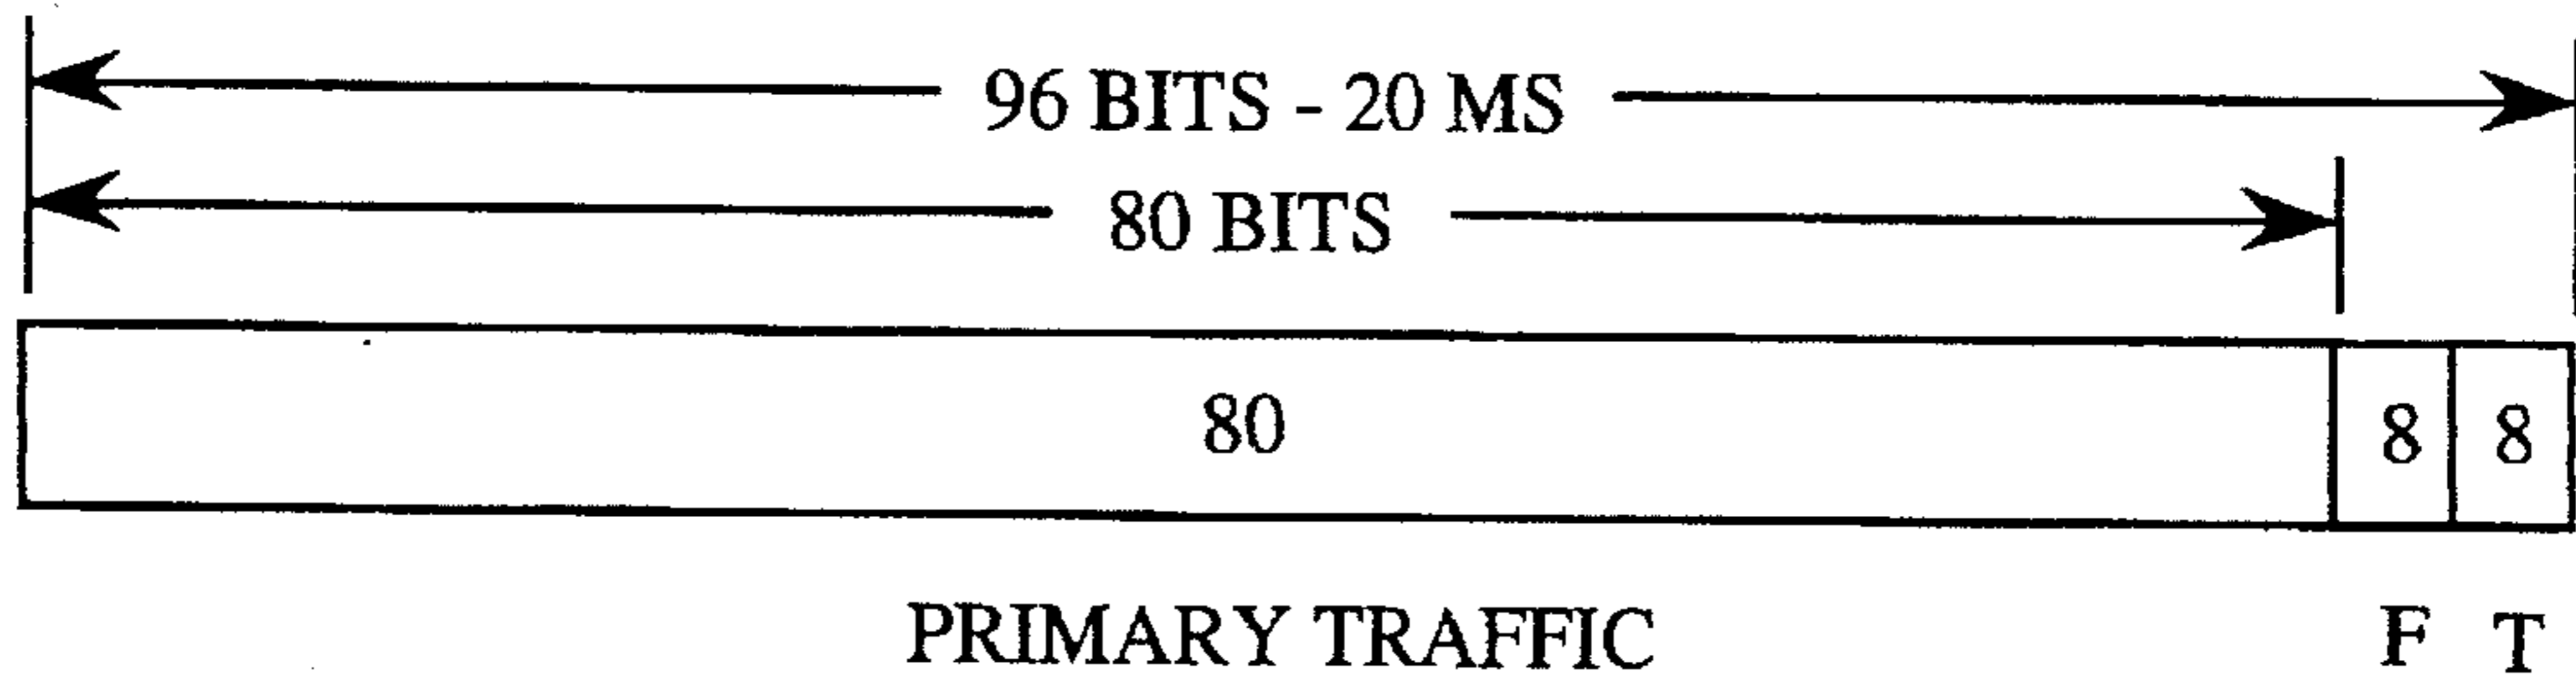 96 BITS - 20 MS
80 BITS
80 8 8
PRIMARY TRAFFIC F T